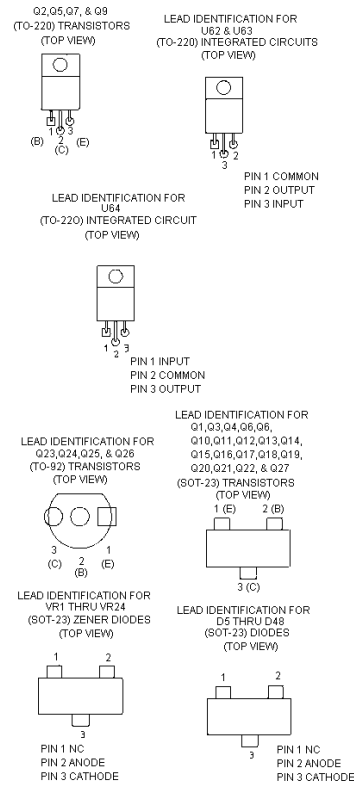 Q2,Q5,Q7, & Q9
(TO-220) TRANSISTORS
(TOP VIEW)
1 2 3
(B) (C) (E)
LEAD IDENTIFICATION FOR
U62 & U63
(TO-220) INTEGRATED CIRCUITS
(TOP VIEW)
1 3 2
PIN 1 COMMON
PIN 2 OUTPUT
PIN 3 INPUT
LEAD IDENTIFICATION FOR
U64
(TO-220) INTEGRATED CIRCUIT
(TOP VIEW)
1 2 3
PIN 1 INPUT
PIN 2 COMMON
PIN 3 OUTPUT
LEAD IDENTIFICATION FOR
Q23,Q24,Q25, & Q26
(TO-92) TRANSISTORS
(TOP VIEW)
3 2 1
(C) (B) (E)
LEAD IDENTIFICATION FOR
Q1,Q3,Q4,Q6,Q6,
Q10,Q11,Q12,Q13,Q14,
Q15,Q16,Q17,Q18,Q19,
Q20,Q21,Q22, & Q27
(SOT-23) TRANSISTORS
(TOP VIEW)
1 (E) 2 (B)
3 (C)
LEAD IDENTIFICATION FOR
VR1 THRU VR24
(SOT-23) ZENER DIODES
(TOP VIEW)
1 2
3
PIN 1 NC
PIN 2 ANODE
PIN 3 CATHODE
LEAD IDENTIFICATION FOR
D5 THRU D48
(SOT-23) DIODES
(TOP VIEW)
1 2
3
PIN 1 NC
PIN 2 ANODE
PIN 3 CATHODE